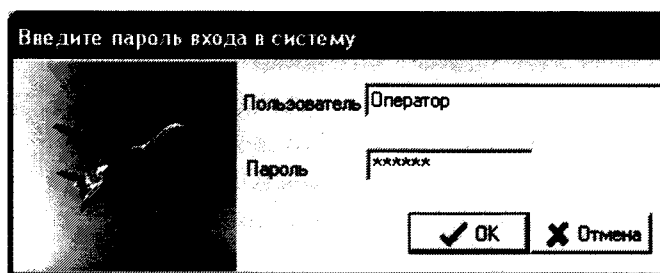 Введите пароль входа в систему
Пользователь Оператор
Пароль ******
OK Отмена